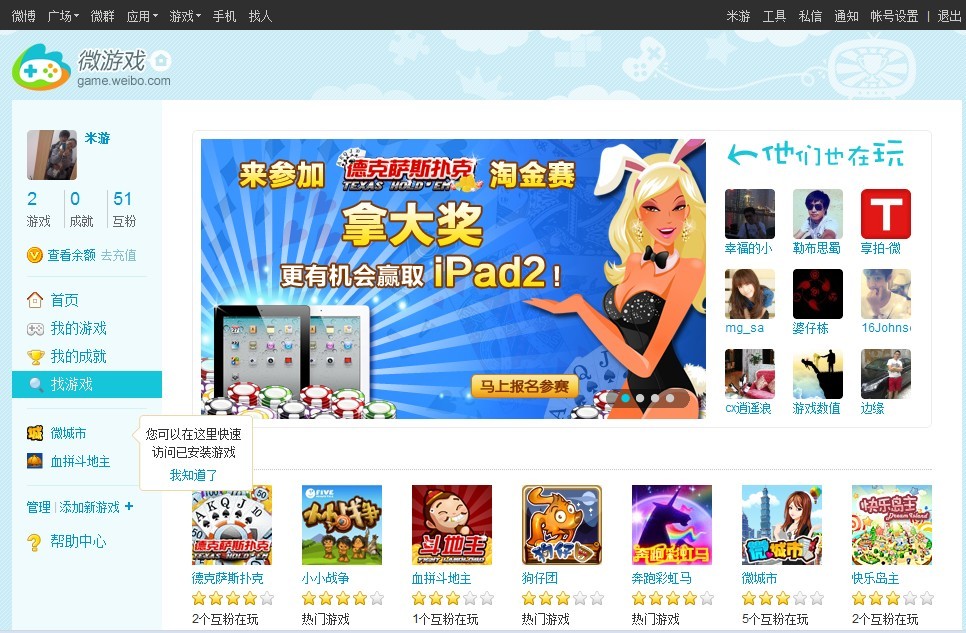 微博 广场 微群 应用 游戏 手机 找人
米游 工具 私信 通知 帐号设置 | 退出
微游戏
game.weibo.com
米游
2 0 51
游戏 成就 互粉
查看余额 去充值
首页
我的游戏
我的成就
找游戏
微城市
血拼斗地主
您可以在这里快速
访问已安装游戏
我知道了
管理 | 添加新游戏 +
帮助中心
来参加 德克萨斯扑克 淘金赛
TEXAS HOLD'EM
拿大奖
更有机会赢取 iPad2!
马上报名参赛
他们也在玩
幸福的小 勒布思蜀 享拍-微
mg_sa 婆仔栋 16Johns
cx逍遥浪 游戏数值 边缘
德克萨斯扑克 小小战争 血拼斗地主 狗仔团 奔跑彩虹马 微城市 快乐岛主
2个互粉在玩 热门游戏 1个互粉在玩 热门游戏 热门游戏 5个互粉在玩 2个互粉在玩